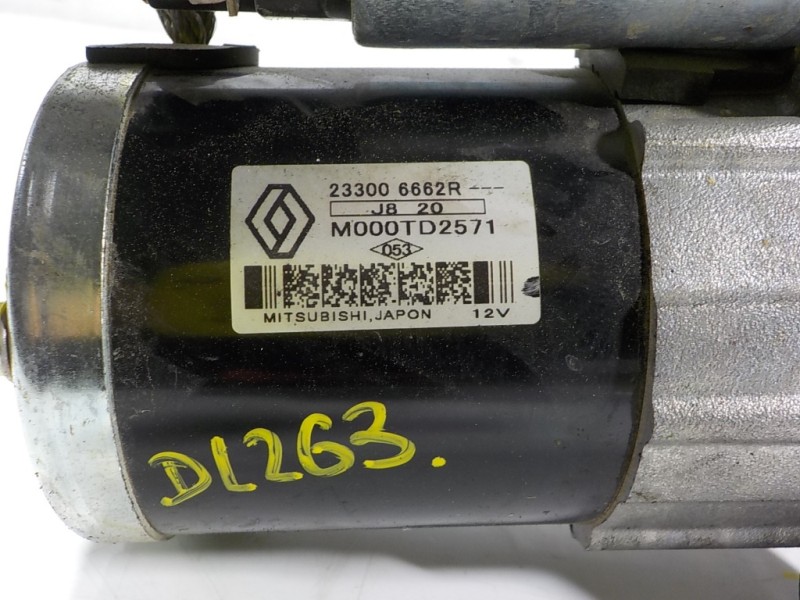 23300 6662R ---
J8 20
M000TD2571
053
MITSUBISHI,JAPON 12V
DL263.